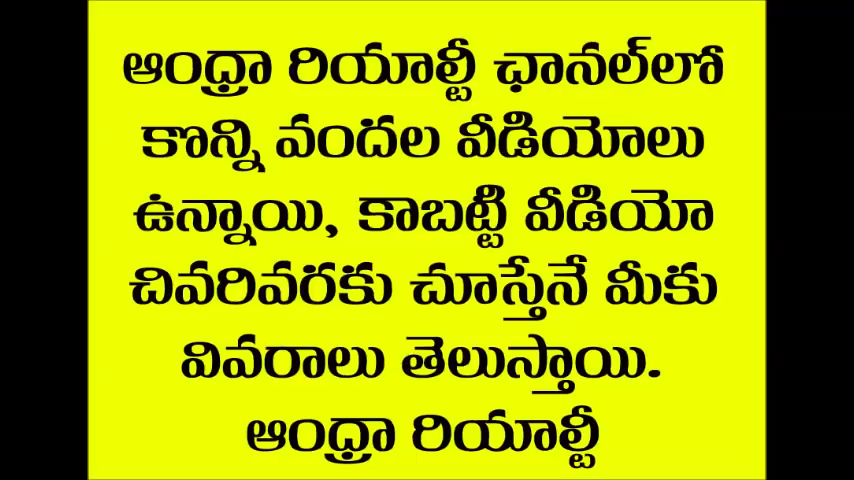 ఆంధ్రా రియాల్టీ ఛానల్‌లో
కొన్ని వందల వీడియోలు
ఉన్నాయి, కాబట్టి వీడియో
చివరివరకు చూస్తేనే మీకు
వివరాలు తెలుస్తాయి.
ఆంధ్రా రియాల్టీ